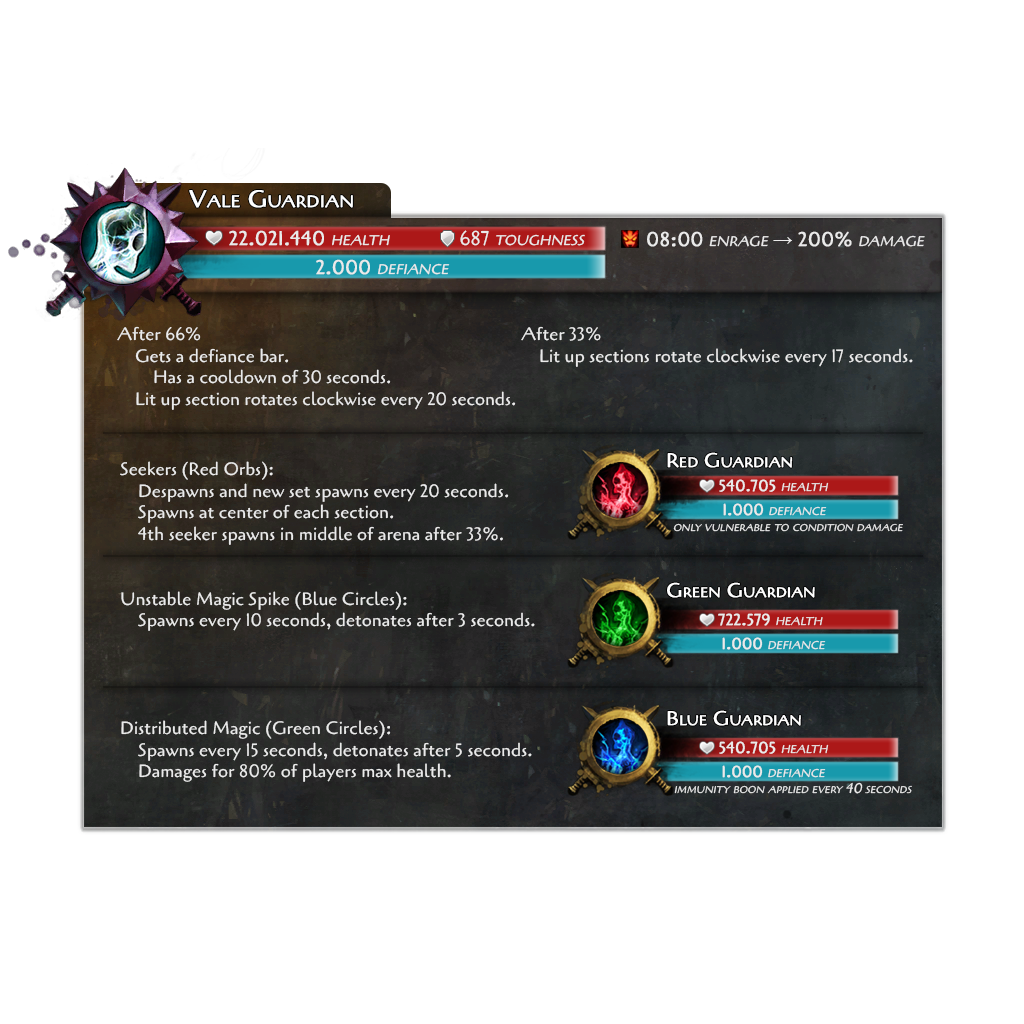 Vale Guardian
22.021.440 health
687 toughness
08:00 enrage → 200% damage
2.000 defiance
After 66%
Gets a defiance bar.
Has a cooldown of 30 seconds.
Lit up section rotates clockwise every 20 seconds.
After 33%
Lit up sections rotate clockwise every 17 seconds.
Seekers (Red Orbs):
Despawns and new set spawns every 20 seconds.
Spawns at center of each section.
4th seeker spawns in middle of arena after 33%.
Red Guardian
540.705 health
1.000 defiance
only vulnerable to condition damage
Unstable Magic Spike (Blue Circles):
Spawns every 10 seconds, detonates after 3 seconds.
Green Guardian
722.579 health
1.000 defiance
Distributed Magic (Green Circles):
Spawns every 15 seconds, detonates after 5 seconds.
Damages for 80% of players max health.
Blue Guardian
540.705 health
1.000 defiance
immunity boon applied every 40 seconds